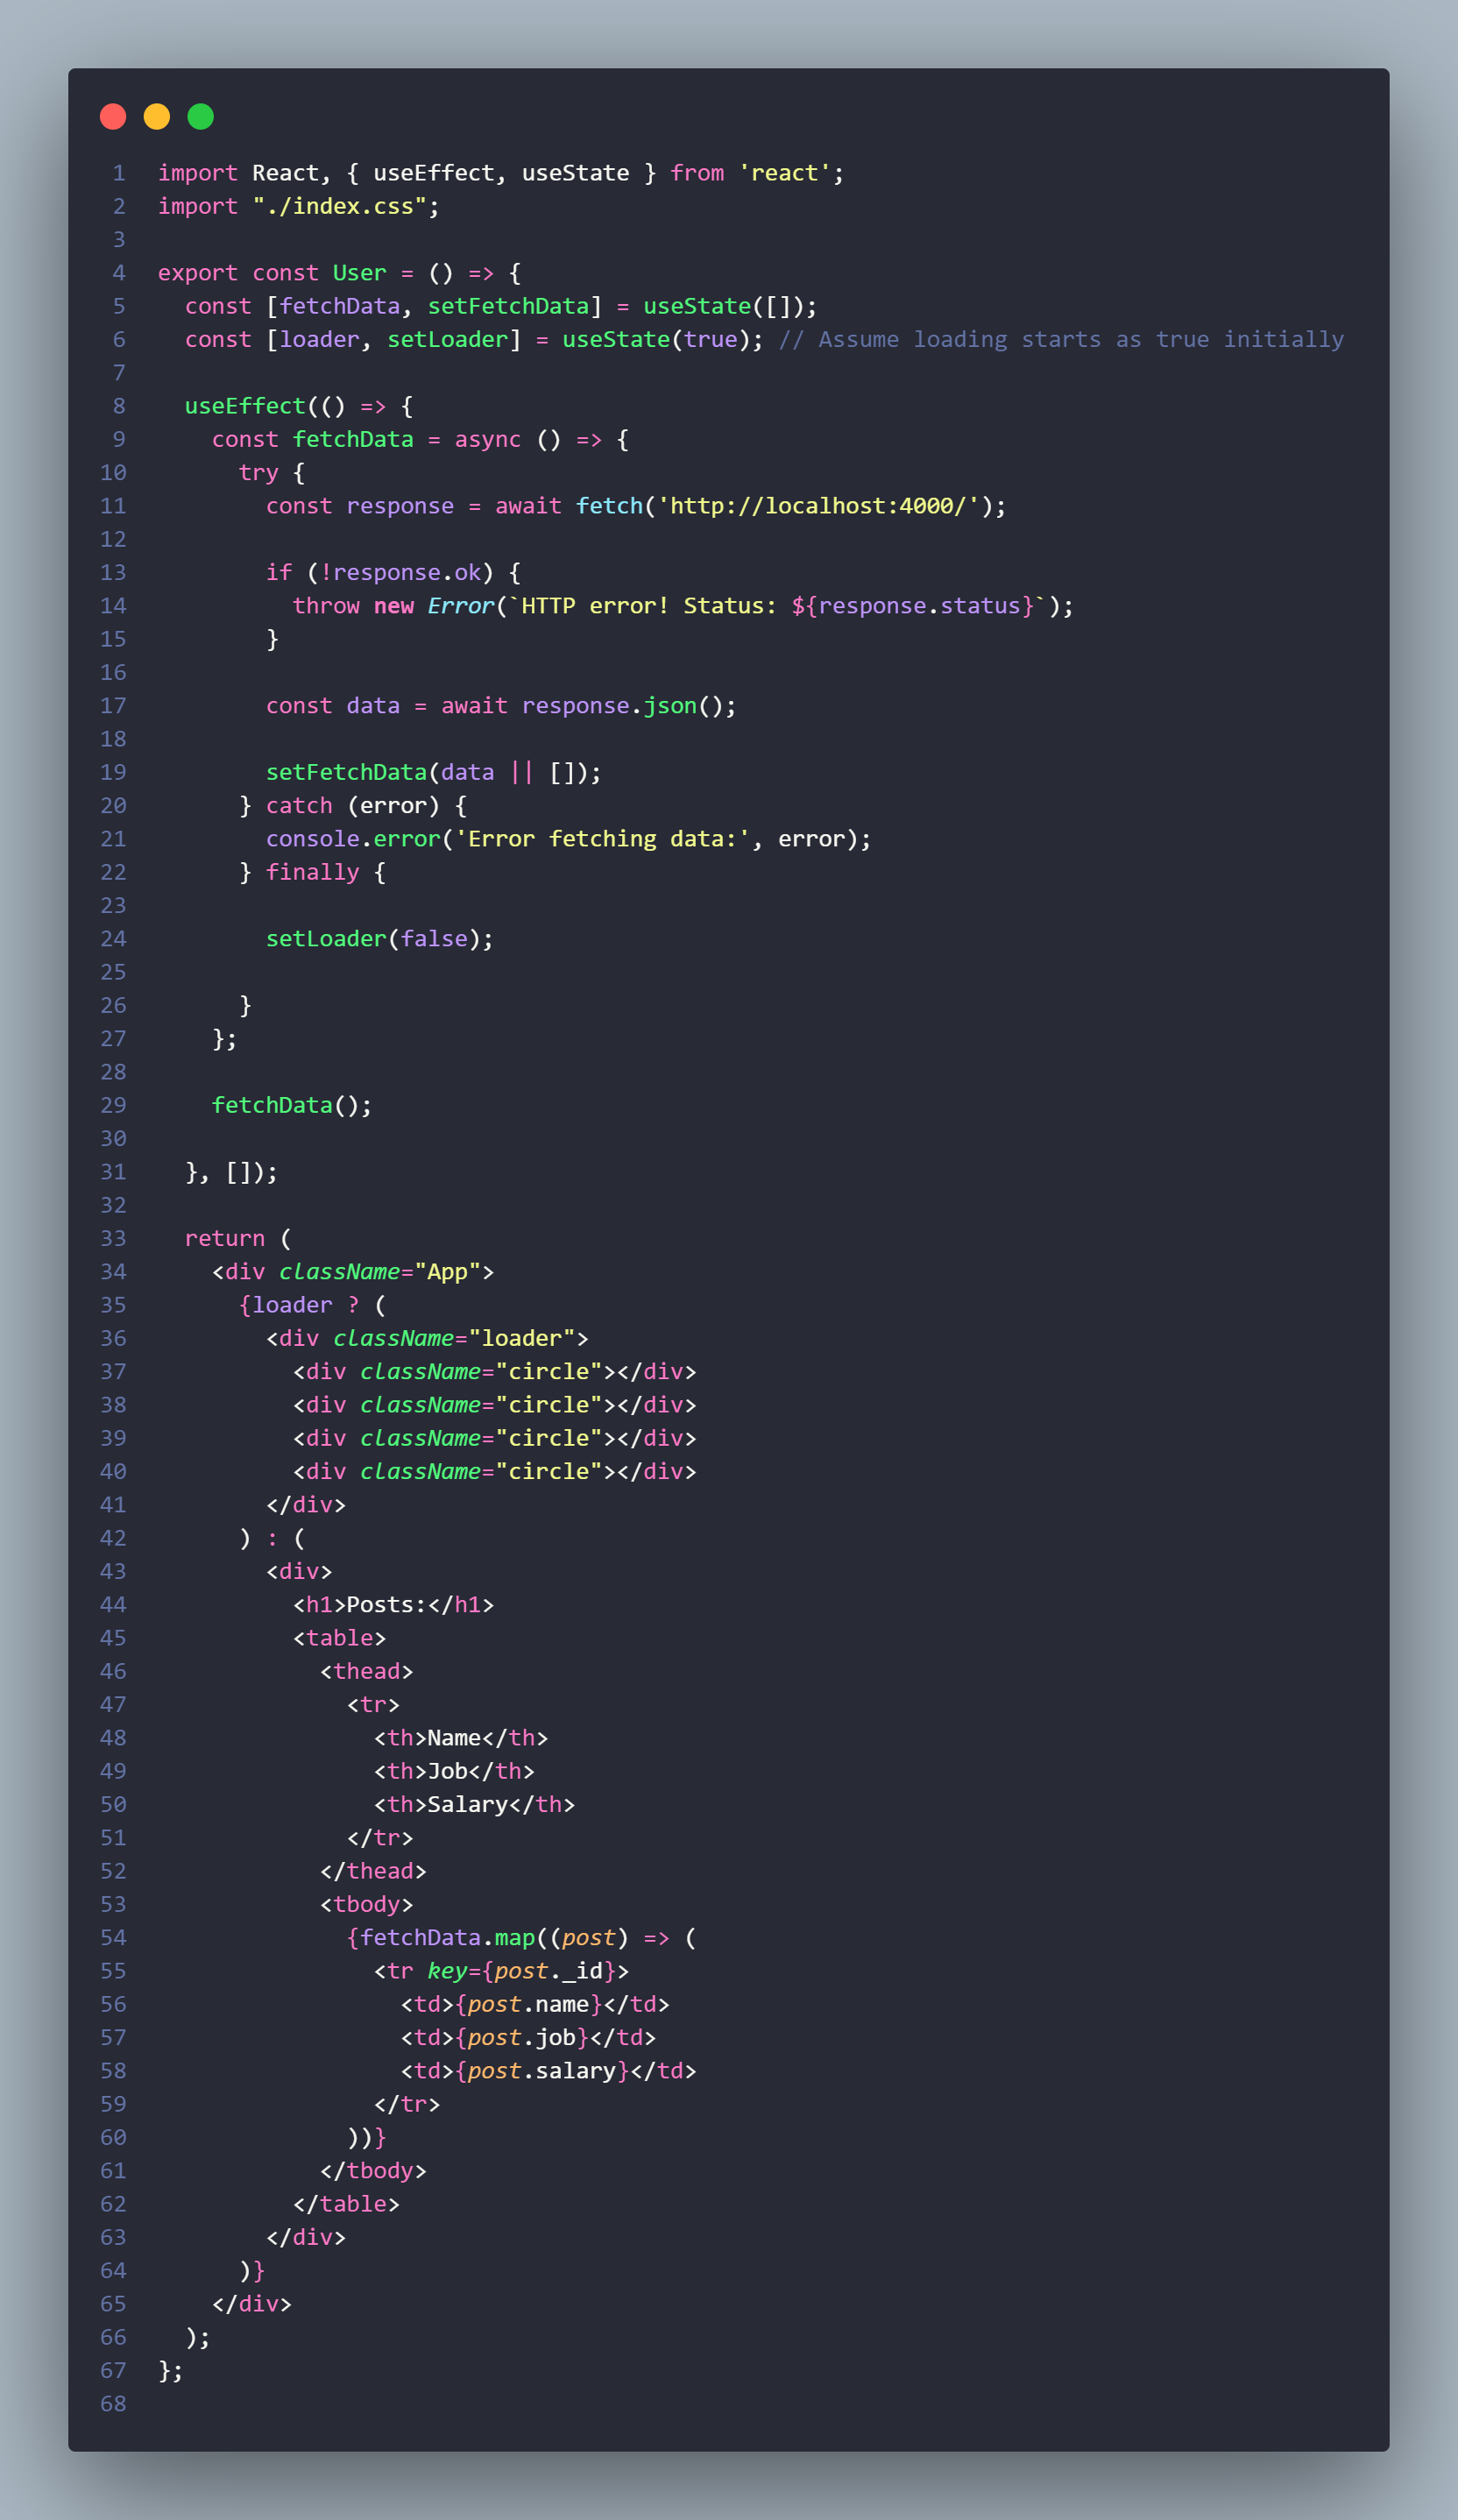 1 import React, { useEffect, useState } from 'react';
2 import "./index.css";
3
4 export const User = () => {
5   const [fetchData, setFetchData] = useState([]);
6   const [loader, setLoader] = useState(true); // Assume loading starts as true initially
7
8   useEffect(() => {
9     const fetchData = async () => {
10       try {
11         const response = await fetch('http://localhost:4000/');
12
13         if (!response.ok) {
14           throw new Error(`HTTP error! Status: ${response.status}`);
15         }
16
17         const data = await response.json();
18
19         setFetchData(data || []);
20       } catch (error) {
21         console.error('Error fetching data:', error);
22       } finally {
23
24         setLoader(false);
25
26       }
27     };
28
29     fetchData();
30
31   }, []);
32
33   return (
34     <div className="App">
35       {loader ? (
36         <div className="loader">
37           <div className="circle"></div>
38           <div className="circle"></div>
39           <div className="circle"></div>
40           <div className="circle"></div>
41         </div>
42       ) : (
43         <div>
44           <h1>Posts:</h1>
45           <table>
46             <thead>
47               <tr>
48                 <th>Name</th>
49                 <th>Job</th>
50                 <th>Salary</th>
51               </tr>
52             </thead>
53             <tbody>
54               {fetchData.map((post) => (
55                 <tr key={post._id}>
56                   <td>{post.name}</td>
57                   <td>{post.job}</td>
58                   <td>{post.salary}</td>
59                 </tr>
60               ))}
61             </tbody>
62           </table>
63         </div>
64       )}
65     </div>
66   );
67 };
68